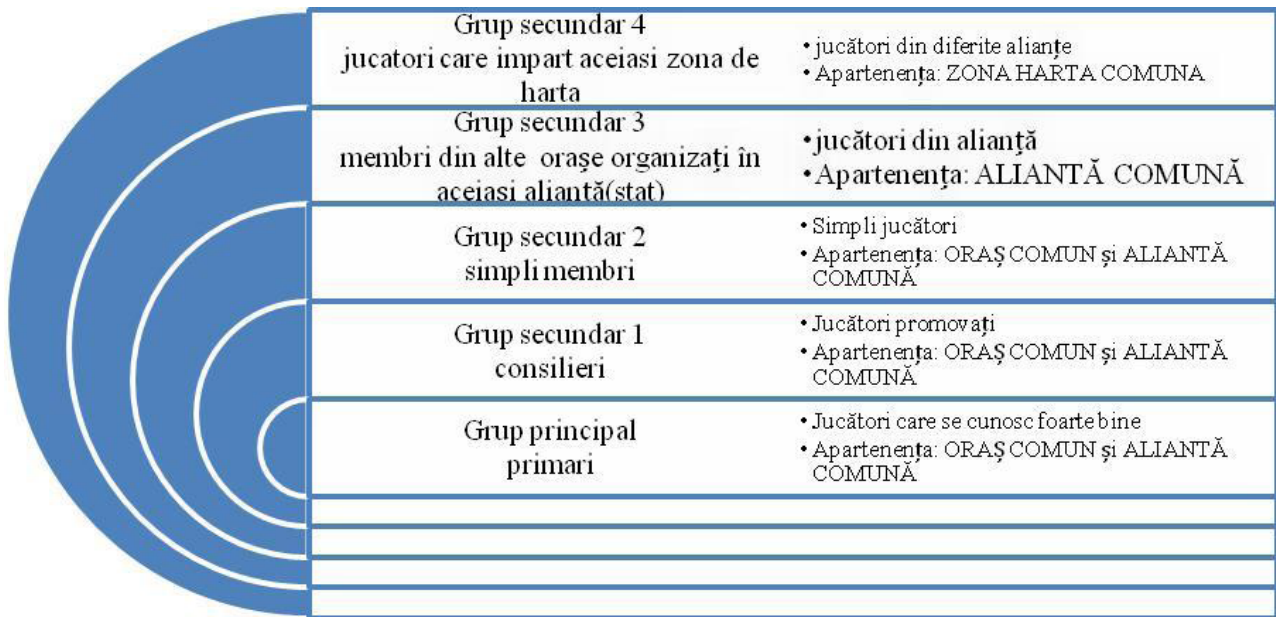 Grup secundar 4
jucatori care impart aceiasi zona de
harta
• jucători din diferite alianțe
• Apartenența: ZONA HARTA COMUNA
Grup secundar 3
membri din alte orașe organizați în
aceiasi aliantă(stat)
• jucători din alianță
• Apartenența: ALIANTĂ COMUNĂ
Grup secundar 2
simpli membri
• Simpli jucători
• Apartenența: ORAȘ COMUN și ALIANTĂ
COMUNĂ
Grup secundar 1
consilieri
• Jucători promovați
• Apartenența: ORAȘ COMUN și ALIANTĂ
COMUNĂ
Grup principal
primari
• Jucători care se cunosc foarte bine
• Apartenența: ORAȘ COMUN și ALIANTĂ
COMUNĂ